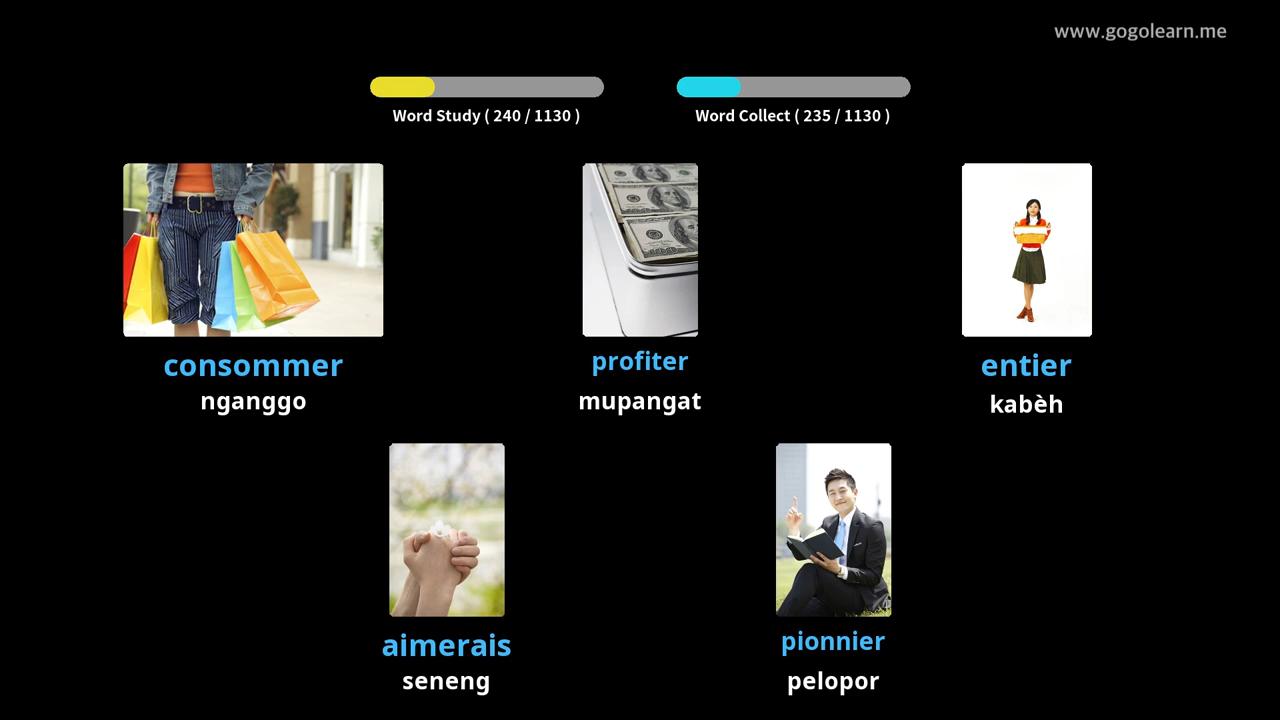 www.gogolearn.me
Word Study ( 240 / 1130 )
Word Collect ( 235 / 1130 )
consommer
nganggo
profiter
mupangat
entier
kabèh
aimerais
seneng
pionnier
pelopor